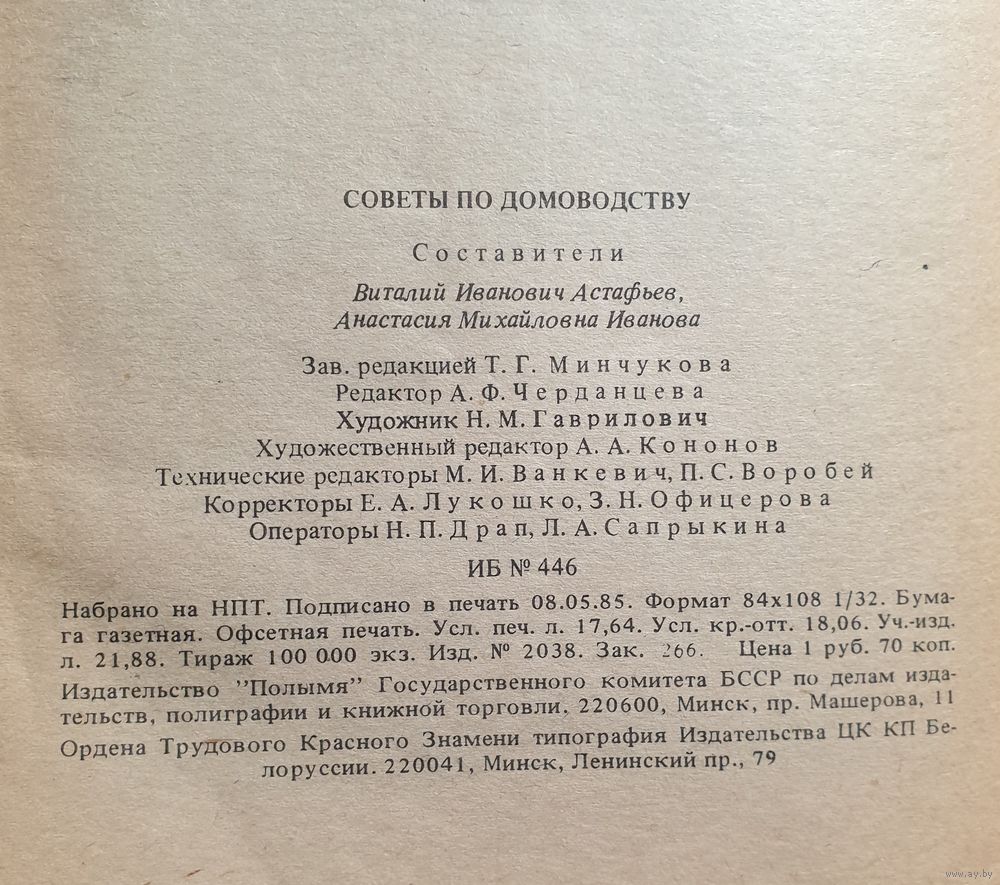 СОВЕТЫ ПО ДОМОВОДСТВУ
Составители
Виталий Иванович Астафьев,
Анастасия Михайловна Иванова
Зав. редакцией Т. Г. Минчукова
Редактор А. Ф. Черданцева
Художник Н. М. Гаврилович
Художественный редактор А. А. Кононов
Технические редакторы М. И. Ванкевич, П. С. Воробей
Корректоры Е. А. Лукошко, З. Н. Офицерова
Операторы Н. П. Драп, Л. А. Сапрыкина
ИБ № 446
Набрано на НПТ. Подписано в печать 08.05.85. Формат 84х108 1/32. Бума-
га газетная. Офсетная печать. Усл. печ. л. 17,64. Усл. кр.-отт. 18,06. Уч.-изд.
л. 21,88. Тираж 100 000 экз. Изд. № 2038. Зак. 266. Цена 1 руб. 70 коп.
Издательство "Полымя" Государственного комитета БССР по делам изда-
тельств, полиграфии и книжной торговли. 220600, Минск, пр. Машерова, 11
Ордена Трудового Красного Знамени типография Издательства ЦК КП Бе-
лоруссии. 220041, Минск, Ленинский пр., 79
www.ay.by